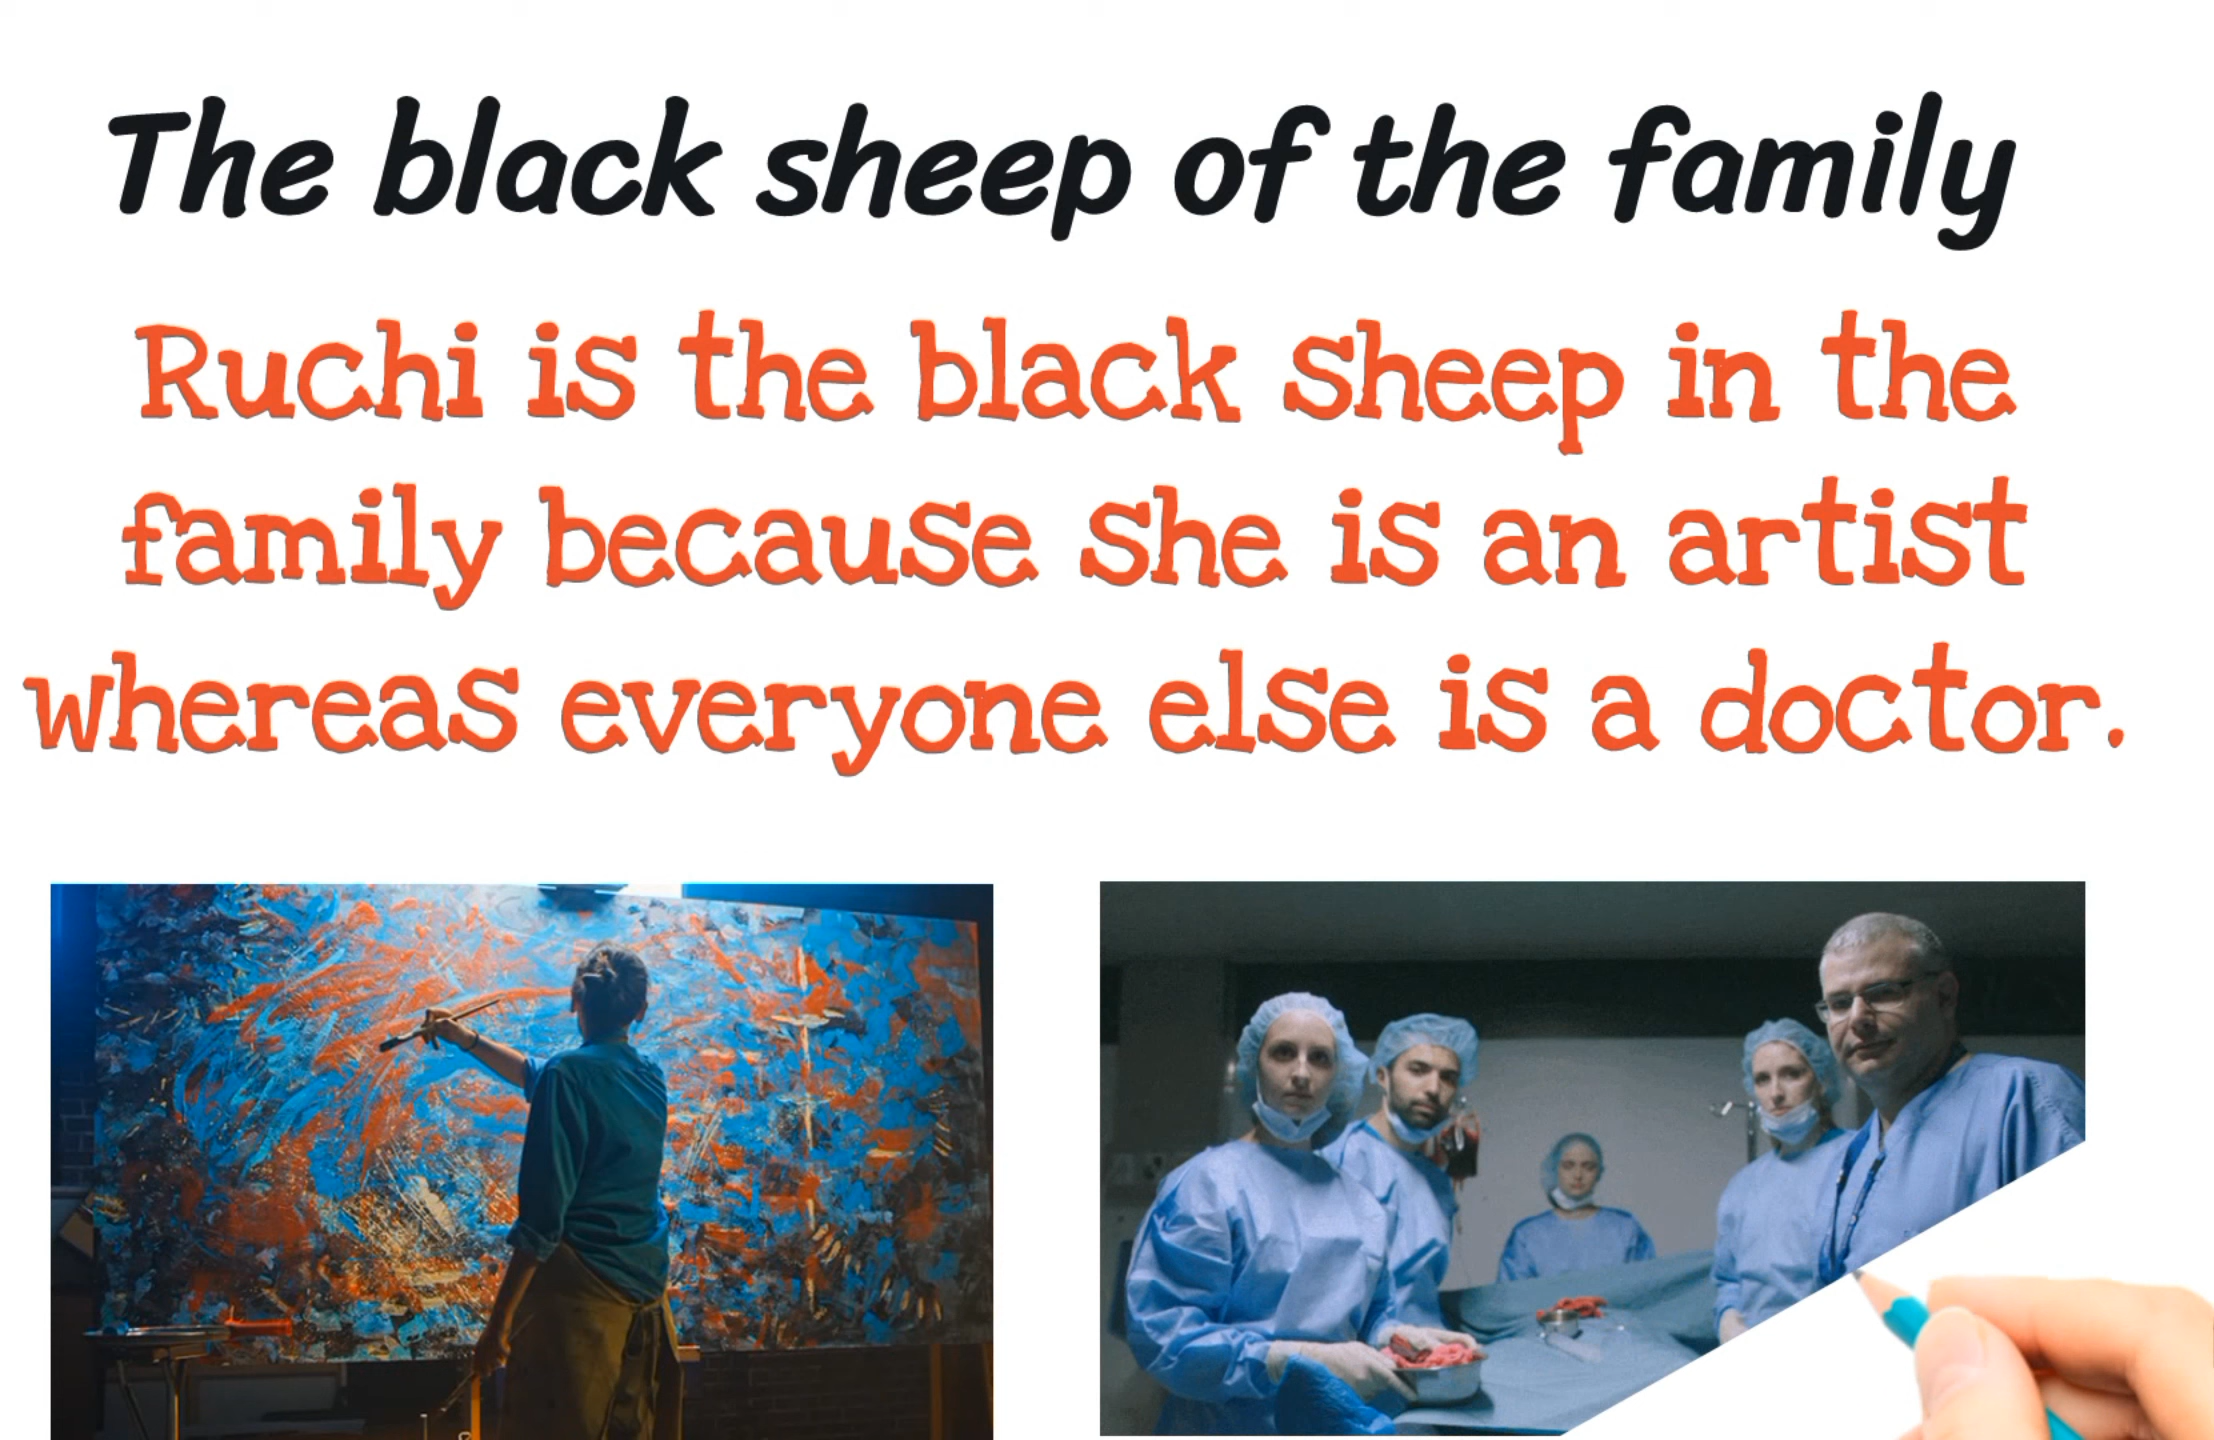 The black sheep of the family
Ruchi is the black sheep in the
family because she is an artist
whereas everyone else is a doctor.